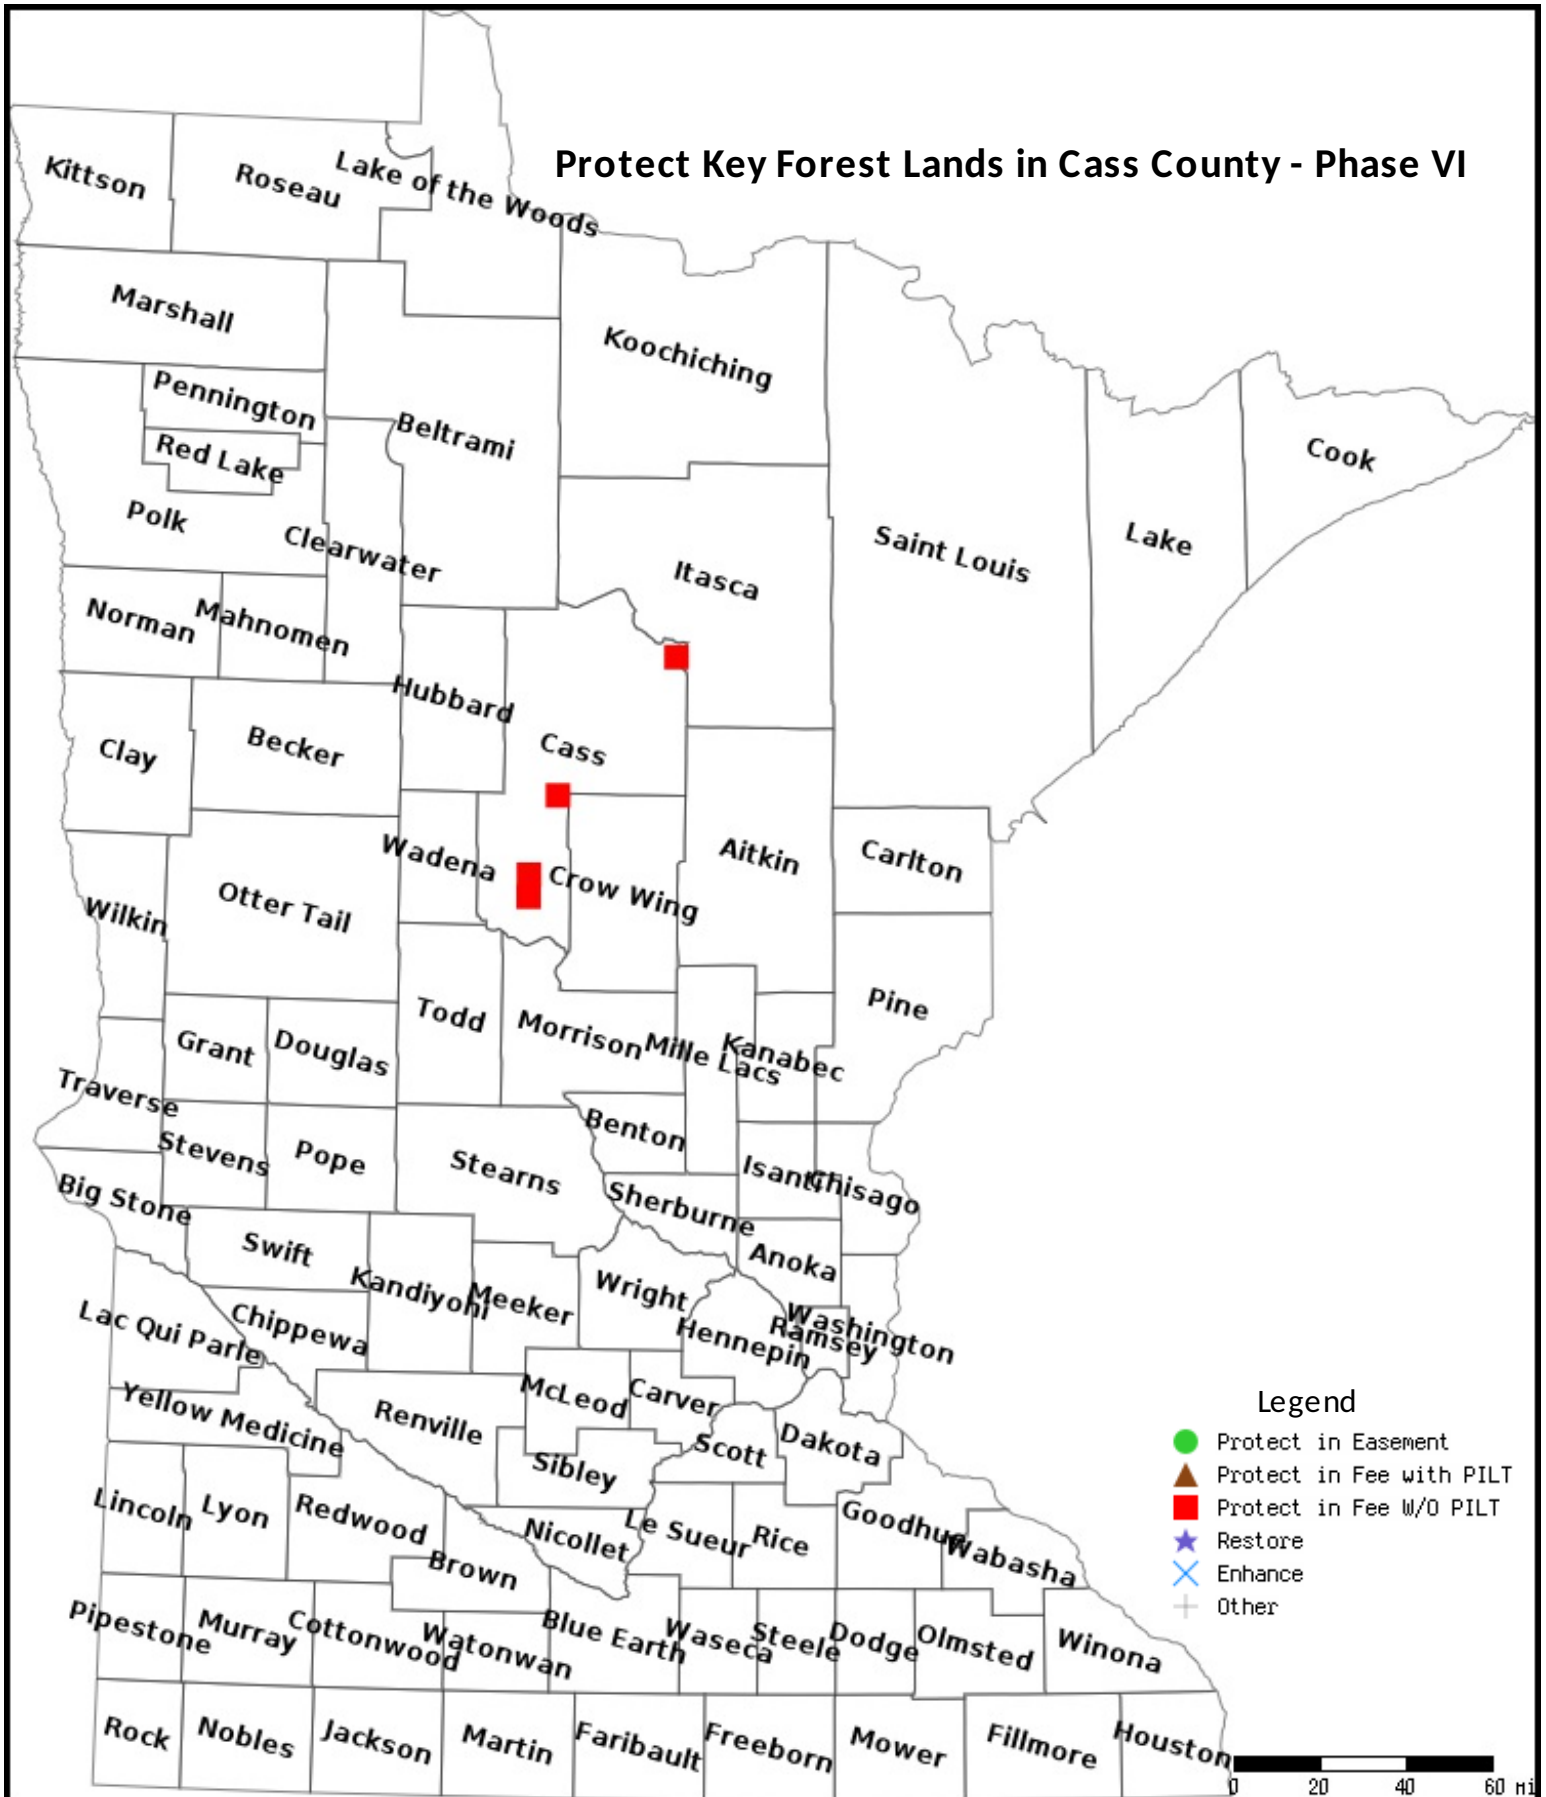 Protect Key Forest Lands in Cass County - Phase VI
Kittson
Roseau
Lake of the Woods
Marshall
Koochiching
Pennington
Beltrami
Red Lake
Cook
Polk
Clearwater
Saint Louis
Lake
Itasca
Norman
Mahnomen
Hubbard
Clay
Becker
Cass
Wadena
Crow Wing
Aitkin
Carlton
Wilkin
Otter Tail
Todd
Morrison
Mille Lacs
Kanabec
Pine
Grant
Douglas
Traverse
Stevens
Pope
Stearns
Benton
Isanti
Chisago
Big Stone
Sherburne
Swift
Anoka
Kandiyohi
Meeker
Wright
Lac Qui Parle
Chippewa
Hennepin
Ramsey
Washington
Yellow Medicine
Renville
McLeod
Carver
Scott
Dakota
Sibley
Lincoln
Lyon
Redwood
Nicollet
Le Sueur
Rice
Goodhue
Wabasha
Brown
Pipestone
Murray
Cottonwood
Watonwan
Blue Earth
Waseca
Steele
Dodge
Olmsted
Winona
Rock
Nobles
Jackson
Martin
Faribault
Freeborn
Mower
Fillmore
Houston
Legend
Protect in Easement
Protect in Fee with PILT
Protect in Fee W/O PILT
Restore
Enhance
Other
0 20 40 60 mi